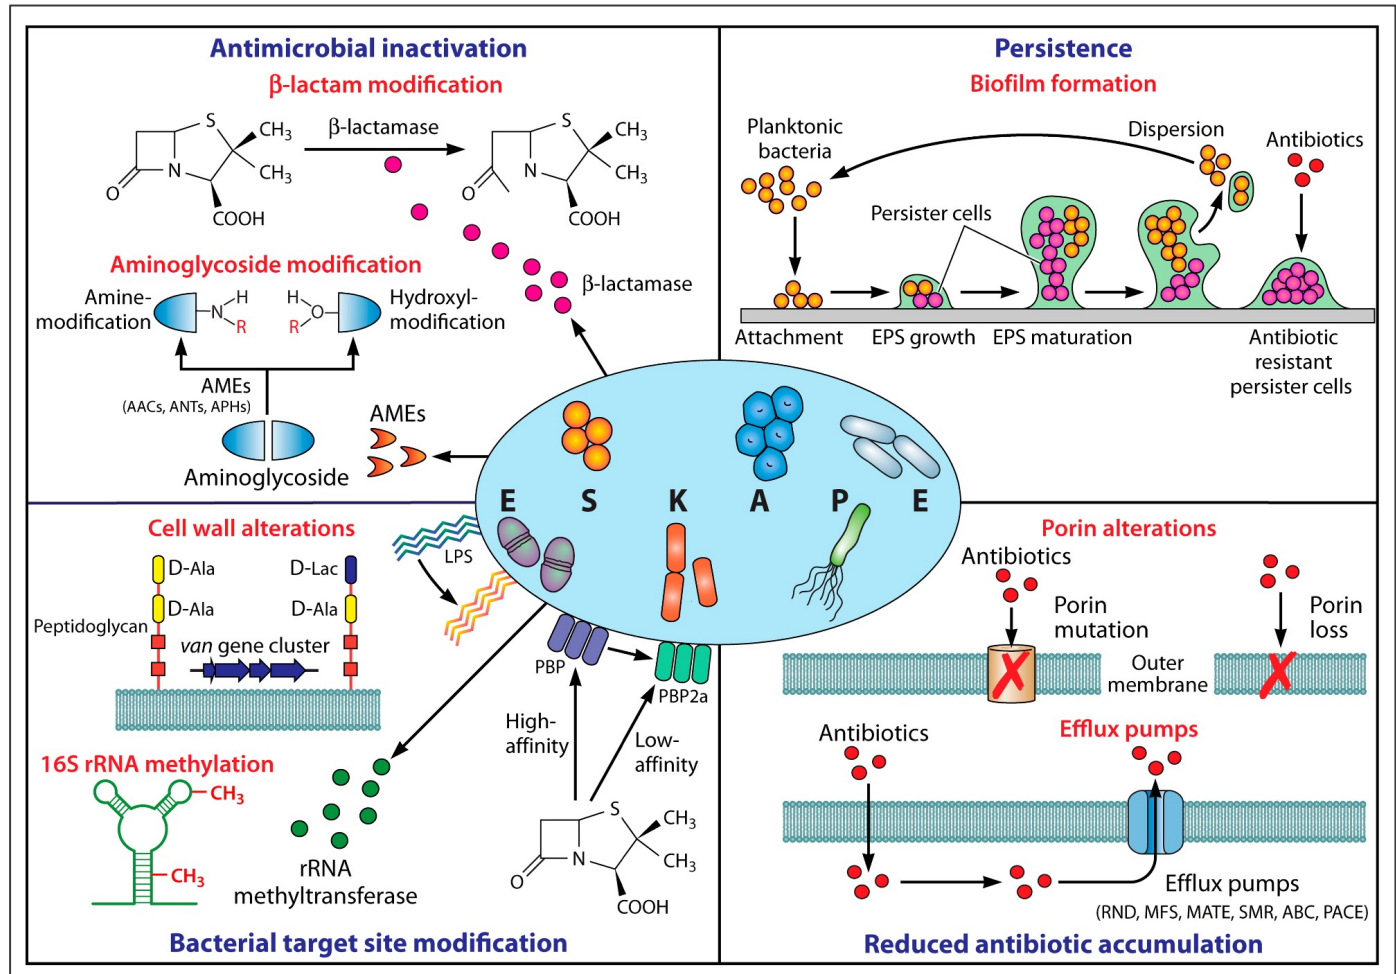 Antimicrobial inactivation
β-lactam modification
β-lactamase
S
CH₃
CH₃
N
O
COOH
S
CH₃
CH₃
N
O
COOH
β-lactamase
Aminoglycoside modification
Amine-
modification
N
H
R
H
O
R
Hydroxyl-
modification
AMEs
(AACs, ANTs, APHs)
Aminoglycoside
AMEs
Persistence
Biofilm formation
Planktonic
bacteria
Dispersion
Antibiotics
Persister cells
Attachment
EPS growth
EPS maturation
Antibiotic
resistant
persister cells
E S K A P E
Cell wall alterations
D-Ala
D-Lac
D-Ala
D-Ala
Peptidoglycan
van gene cluster
LPS
PBP
PBP2a
High-
affinity
Low-
affinity
S
CH₃
CH₃
N
O
COOH
16S rRNA methylation
CH₃
CH₃
rRNA
methyltransferase
Bacterial target site modification
Porin alterations
Antibiotics
Porin
mutation
Porin
loss
X
X
Outer
membrane
Efflux pumps
Antibiotics
Efflux pumps
(RND, MFS, MATE, SMR, ABC, PACE)
Reduced antibiotic accumulation